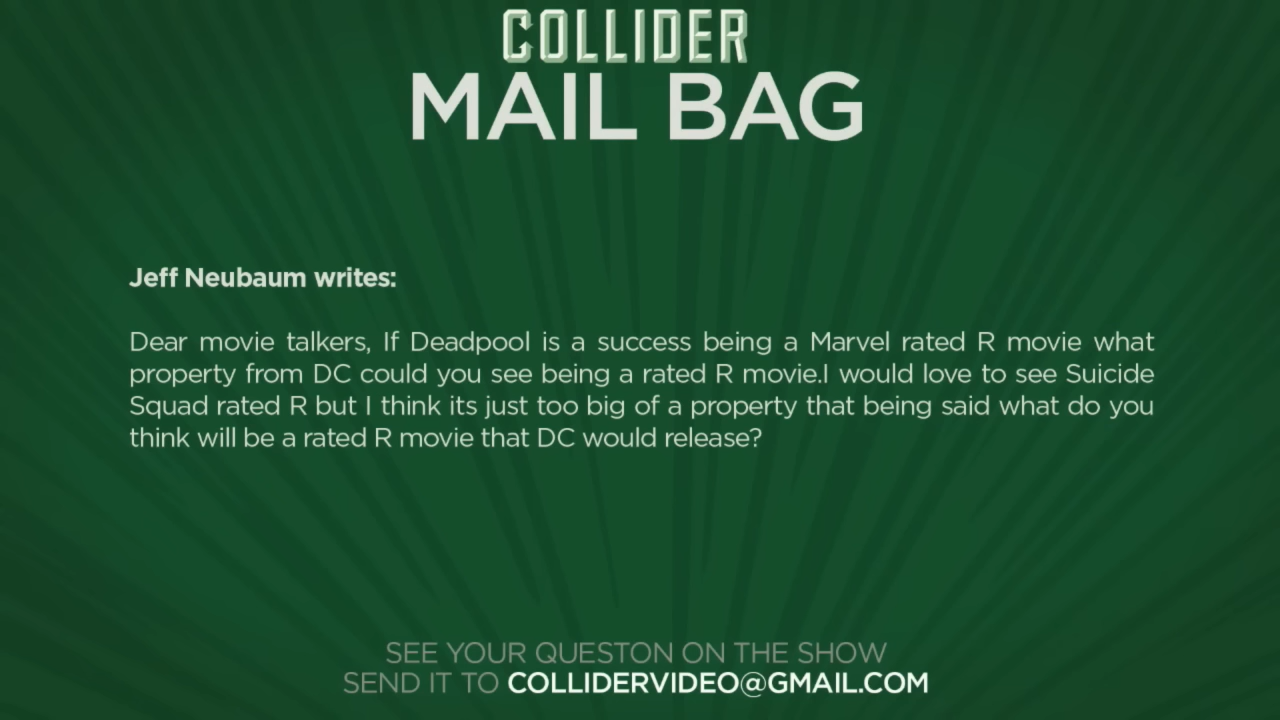 COLLIDER
MAIL BAG
Jeff Neubaum writes:
Dear movie talkers, If Deadpool is a success being a Marvel rated R movie what
property from DC could you see being a rated R movie.I would love to see Suicide
Squad rated R but I think its just too big of a property that being said what do you
think will be a rated R movie that DC would release?
SEE YOUR QUESTON ON THE SHOW
SEND IT TO COLLIDERVIDEO@GMAIL.COM